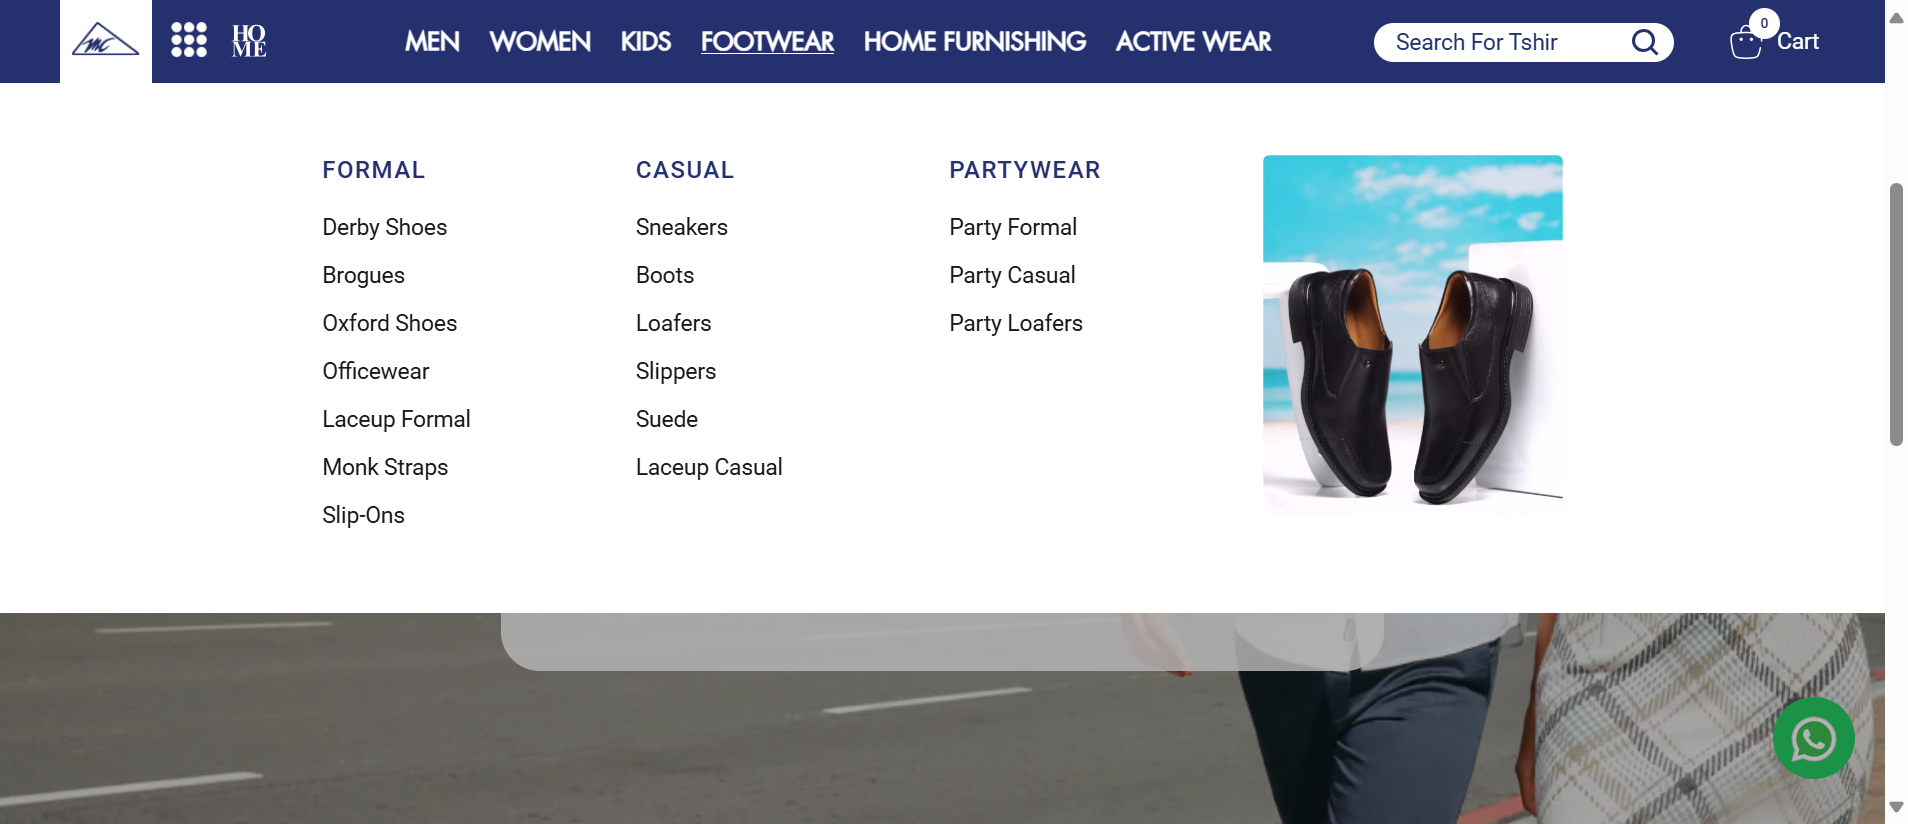 MC
HO
ME
MEN WOMEN KIDS FOOTWEAR HOME FURNISHING ACTIVE WEAR
Search For Tshir
0
Cart
FORMAL
Derby Shoes
Brogues
Oxford Shoes
Officewear
Laceup Formal
Monk Straps
Slip-Ons
CASUAL
Sneakers
Boots
Loafers
Slippers
Suede
Laceup Casual
PARTYWEAR
Party Formal
Party Casual
Party Loafers